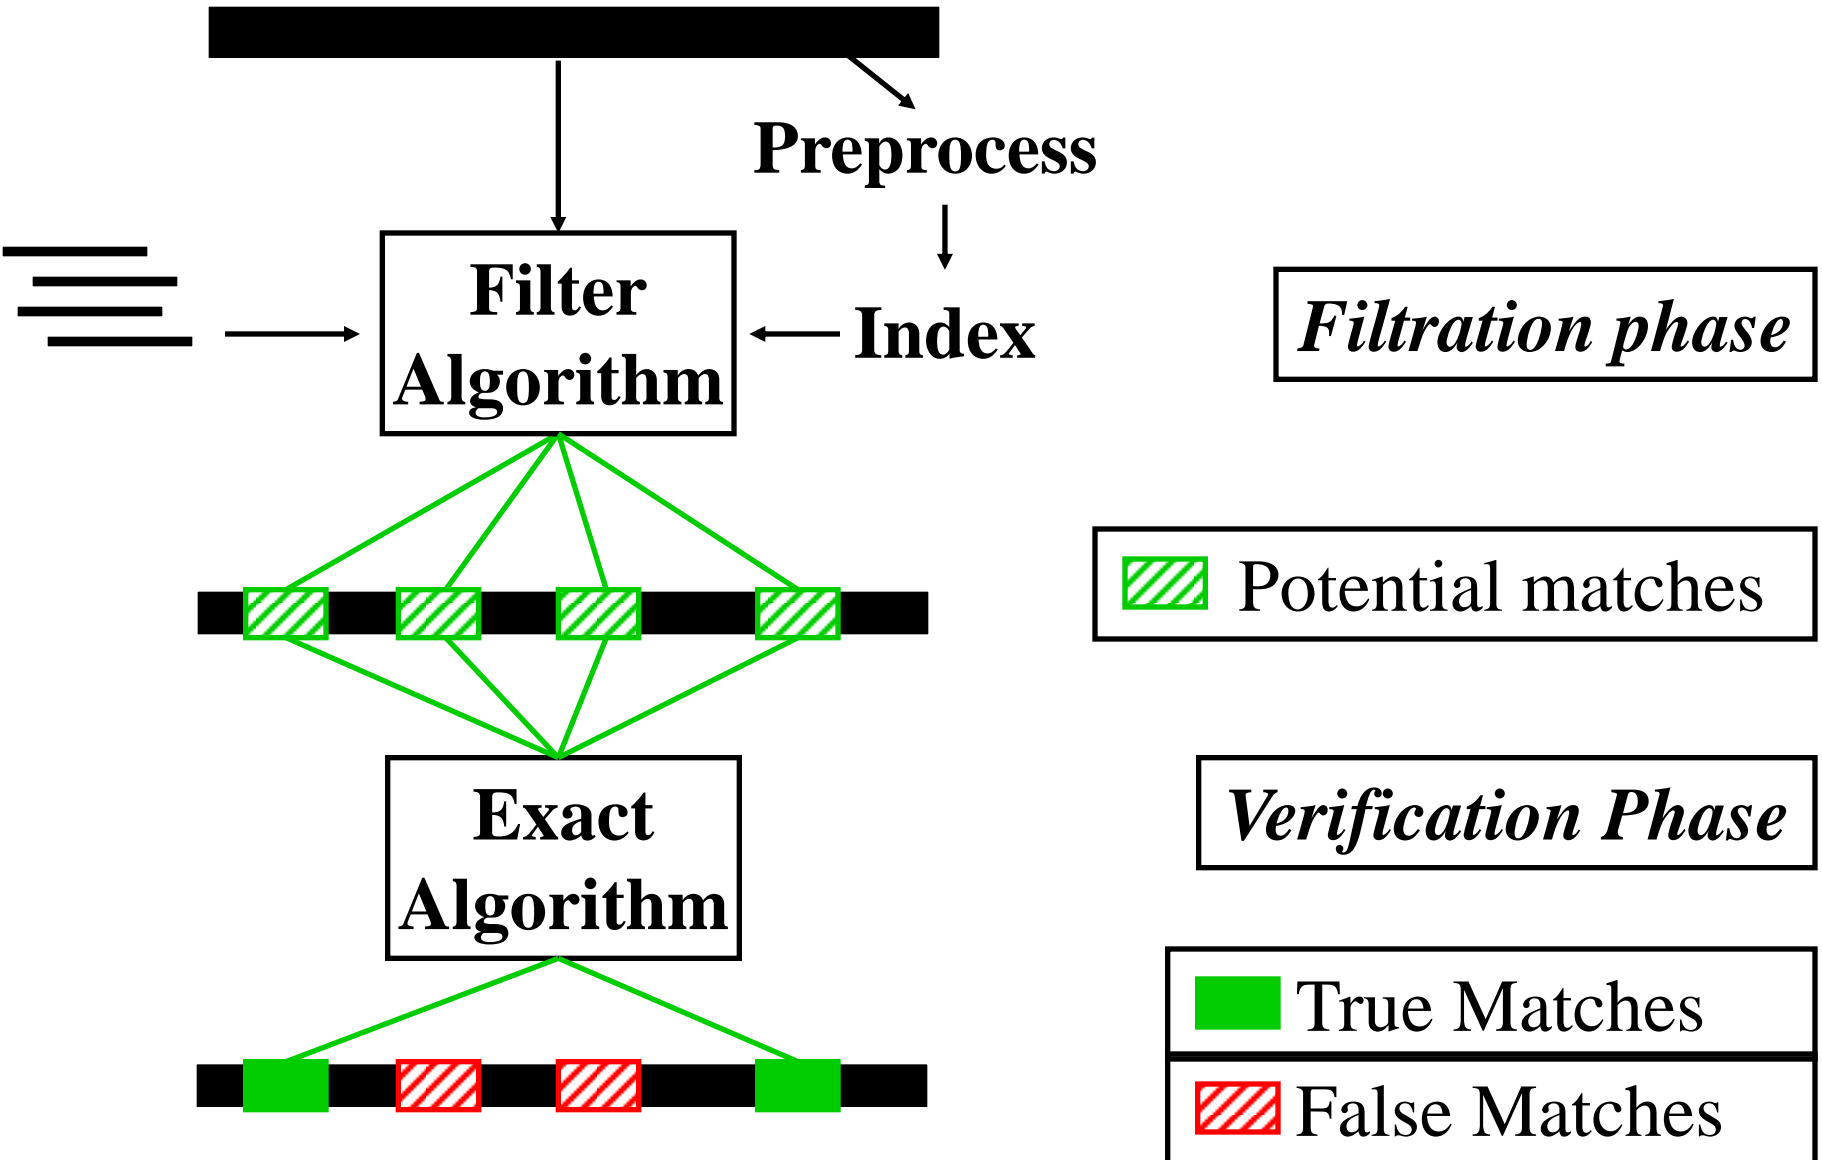 Preprocess
Filter
Algorithm
Index
Filtration phase
Potential matches
Exact
Algorithm
Verification Phase
True Matches
False Matches